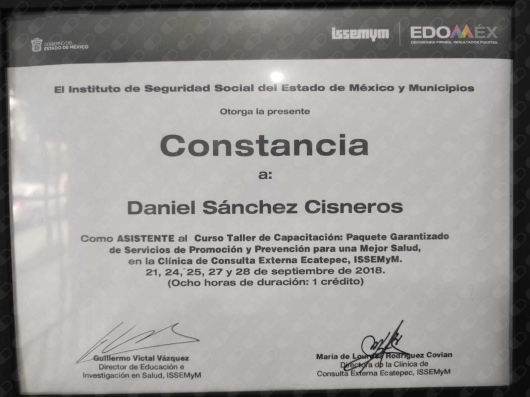 GOBIERNO DEL
ESTADO DE MÉXICO
issemym
EDOMÉX
DECISIONES FIRMES, RESULTADOS FUERTES.
El Instituto de Seguridad Social del Estado de México y Municipios
Otorga la presente
Constancia
a:
Daniel Sánchez Cisneros
Como ASISTENTE al Curso Taller de Capacitación: Paquete Garantizado
de Servicios de Promoción y Prevención para una Mejor Salud,
en la Clínica de Consulta Externa Ecatepec, ISSEMyM.
21, 24, 25, 27 y 28 de septiembre de 2018.
(Ocho horas de duración: 1 crédito)
Guillermo Victal Vázquez
Director de Educación e
Investigación en Salud, ISSEMyM
María de Lourdes Rodríguez Covian
Directora de la Clínica de
Consulta Externa Ecatepec, ISSEMyM